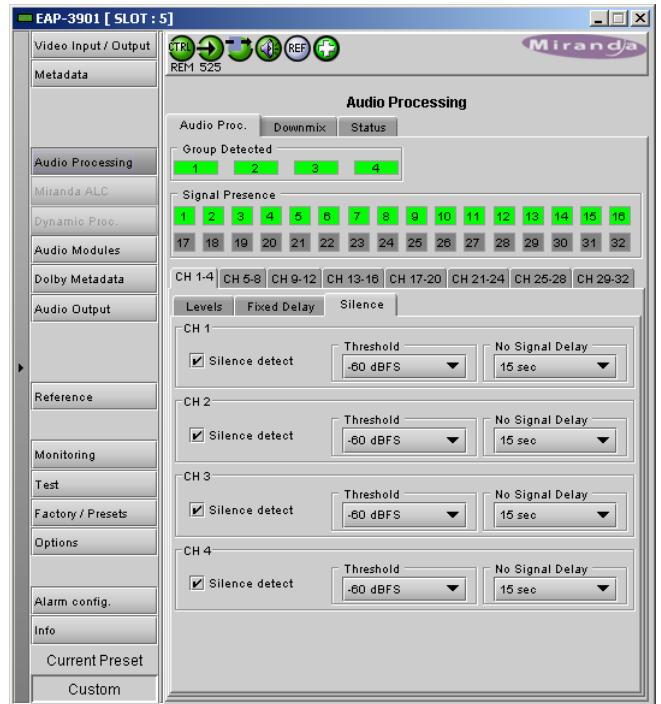 EAP-3901 [ SLOT : 5]
Video Input / Output
Metadata
Audio Processing
Miranda ALC
Dynamic Proc.
Audio Modules
Dolby Metadata
Audio Output
Reference
Monitoring
Test
Factory / Presets
Options
Alarm config.
Info
Current Preset
Custom
CTRL REF
REM 525
Miranda
Audio Processing
Audio Proc. Downmix Status
Group Detected
1 2 3 4
Signal Presence
1 2 3 4 5 6 7 8 9 10 11 12 13 14 15 16
17 18 19 20 21 22 23 24 25 26 27 28 29 30 31 32
CH 1-4 CH 5-8 CH 9-12 CH 13-16 CH 17-20 CH 21-24 CH 25-28 CH 29-32
Levels Fixed Delay Silence
CH 1
Threshold No Signal Delay
Silence detect -60 dBFS 15 sec
CH 2
Threshold No Signal Delay
Silence detect -60 dBFS 15 sec
CH 3
Threshold No Signal Delay
Silence detect -60 dBFS 15 sec
CH 4
Threshold No Signal Delay
Silence detect -60 dBFS 15 sec